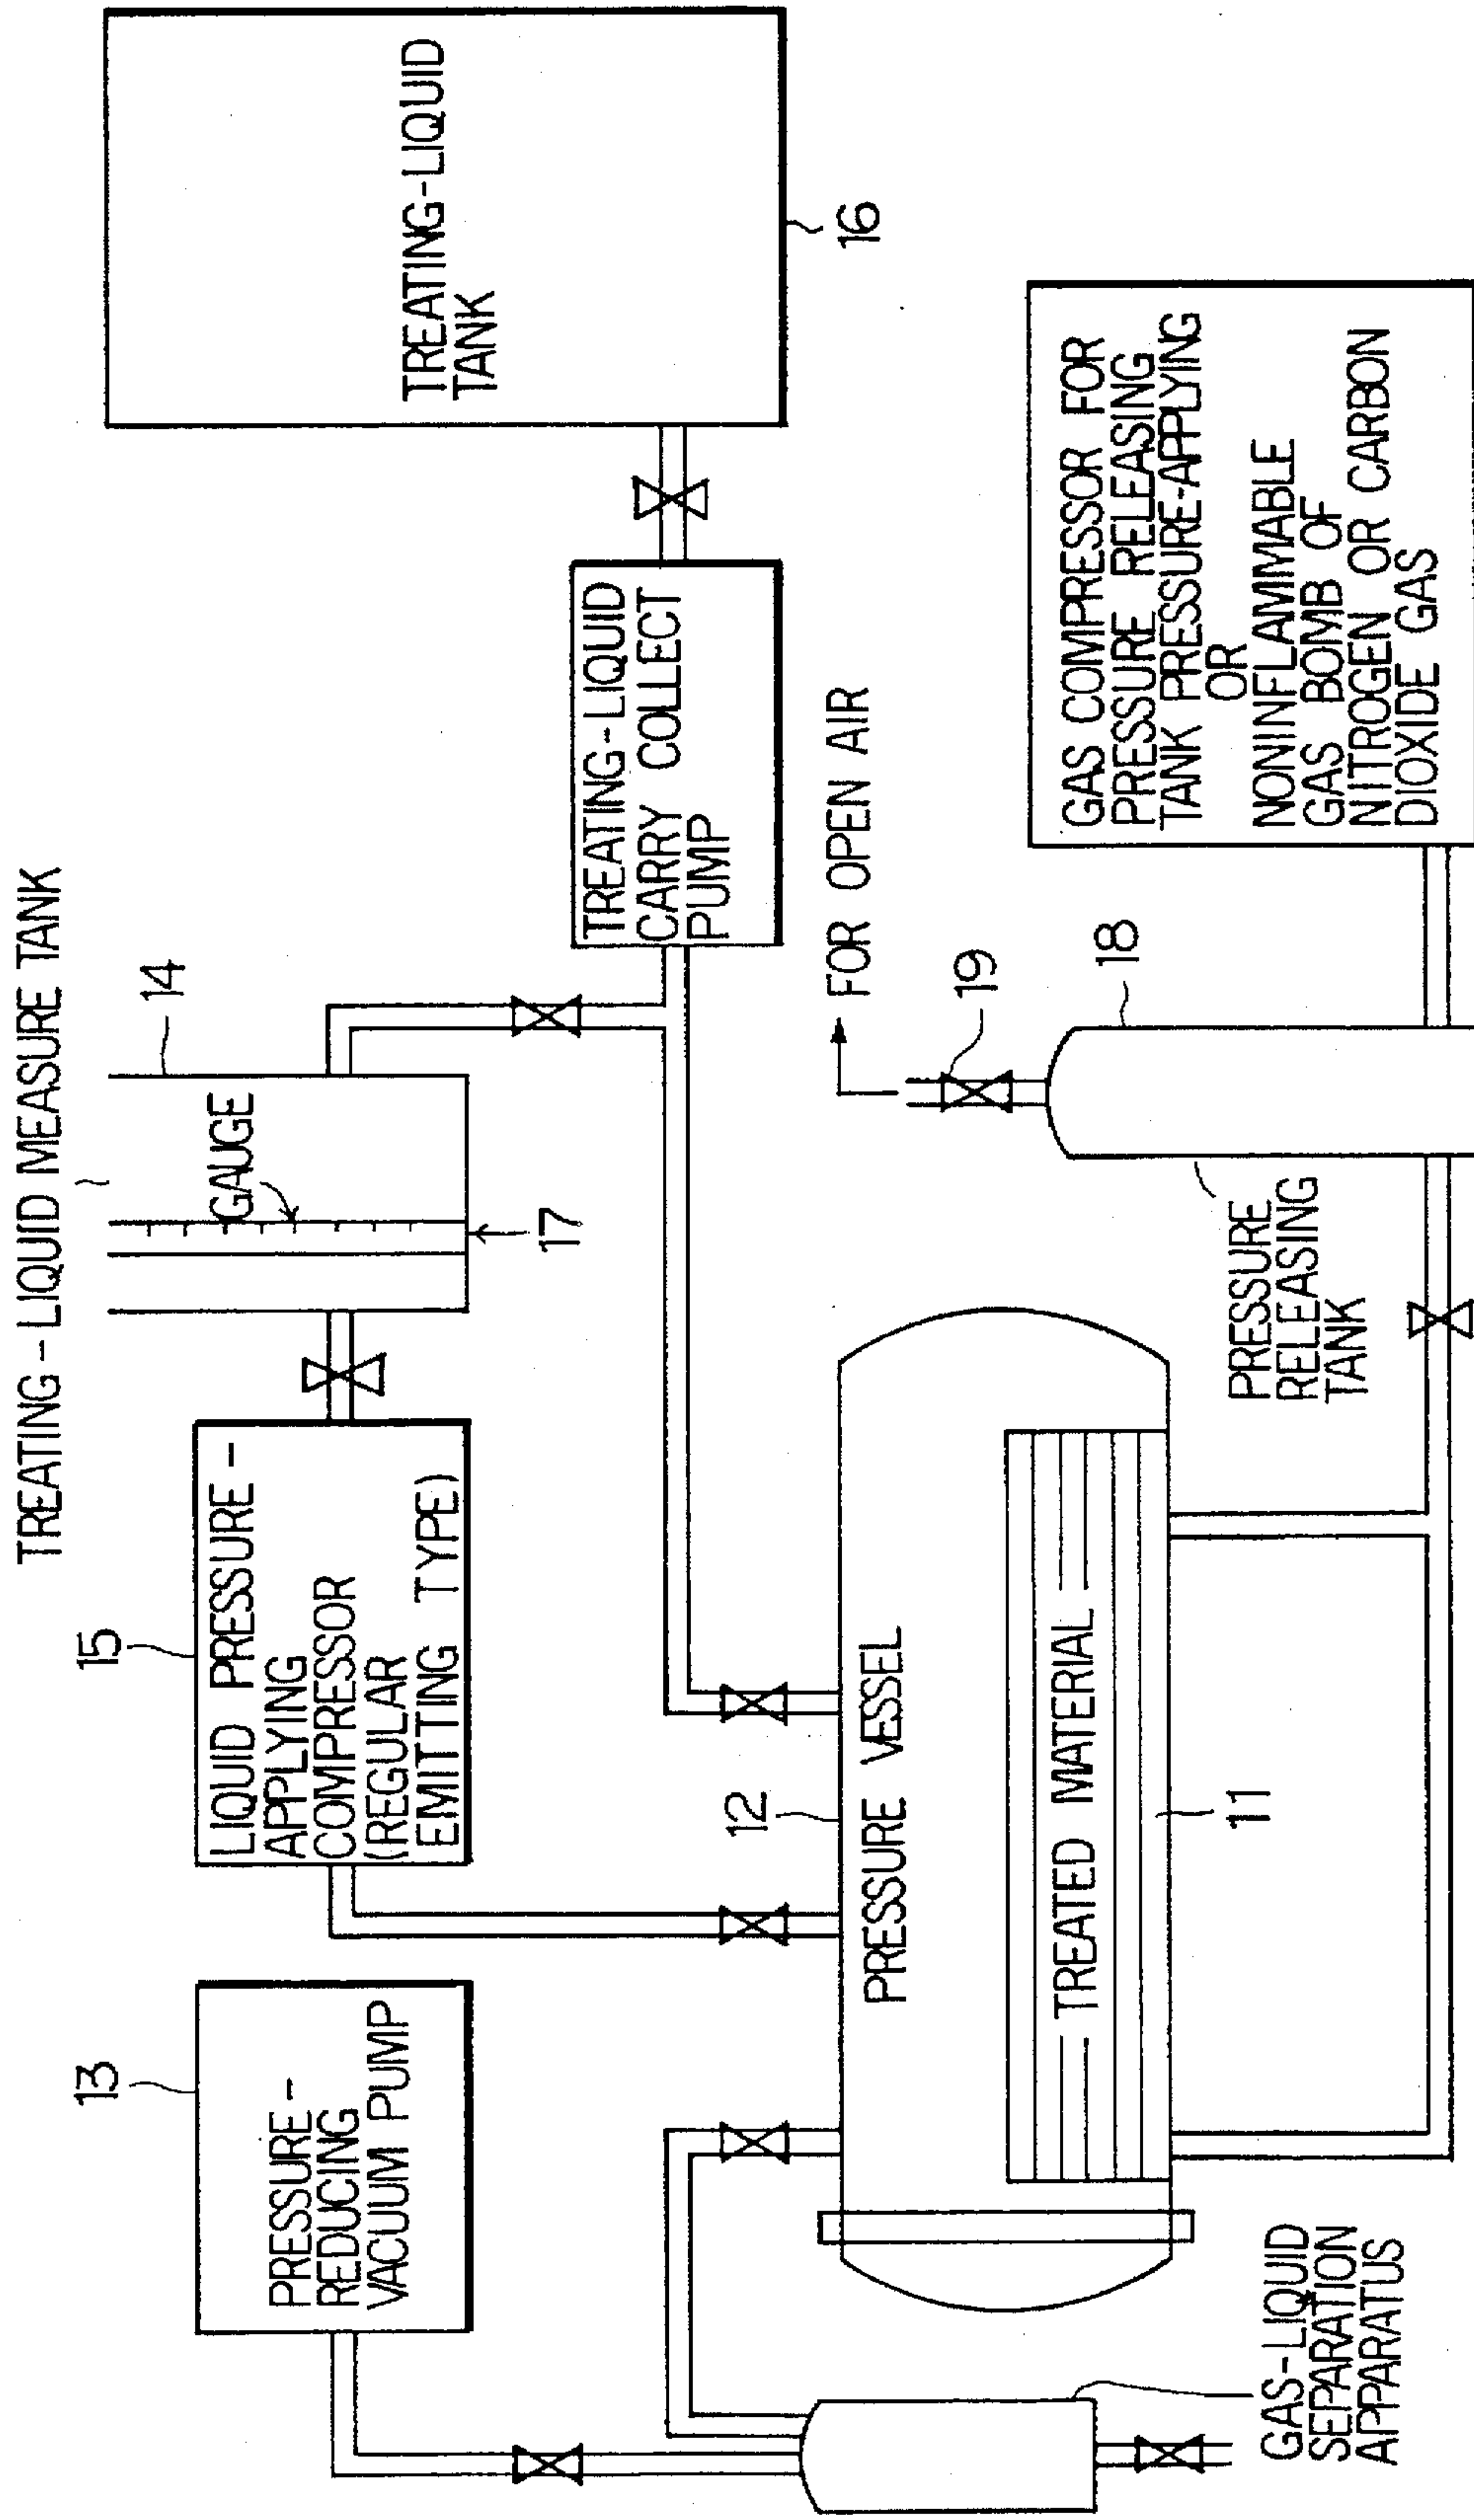 TREATING-LIQUID MEASURE TANK
13
PRESSURE-
REDUCING
VACUUM PUMP
15
LIQUID PRESSURE-
APPLYING
COMPRESSOR
(REGULAR
EMITTING TYPE)
14
GAUGE
17
TREATING-LIQUID
TANK
16
TREATING-LIQUID
CARRY COLLECT
PUMP
FOR OPEN AIR
19
18
12
PRESSURE VESSEL
TREATED MATERIAL
11
PRESSURE
RELEASING
TANK
GAS COMPRESSOR FOR
PRESSURE RELEASING
TANK PRESSURE-APPLYING
OR
NONINFLAMMABLE
GAS BOMB OF
NITROGEN OR CARBON
DIOXIDE GAS
GAS-LIQUID
SEPARATION
APPARATUS